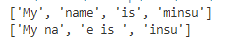 ['My', 'name', 'is', 'minsu']
['My na', 'e is ', 'insu']